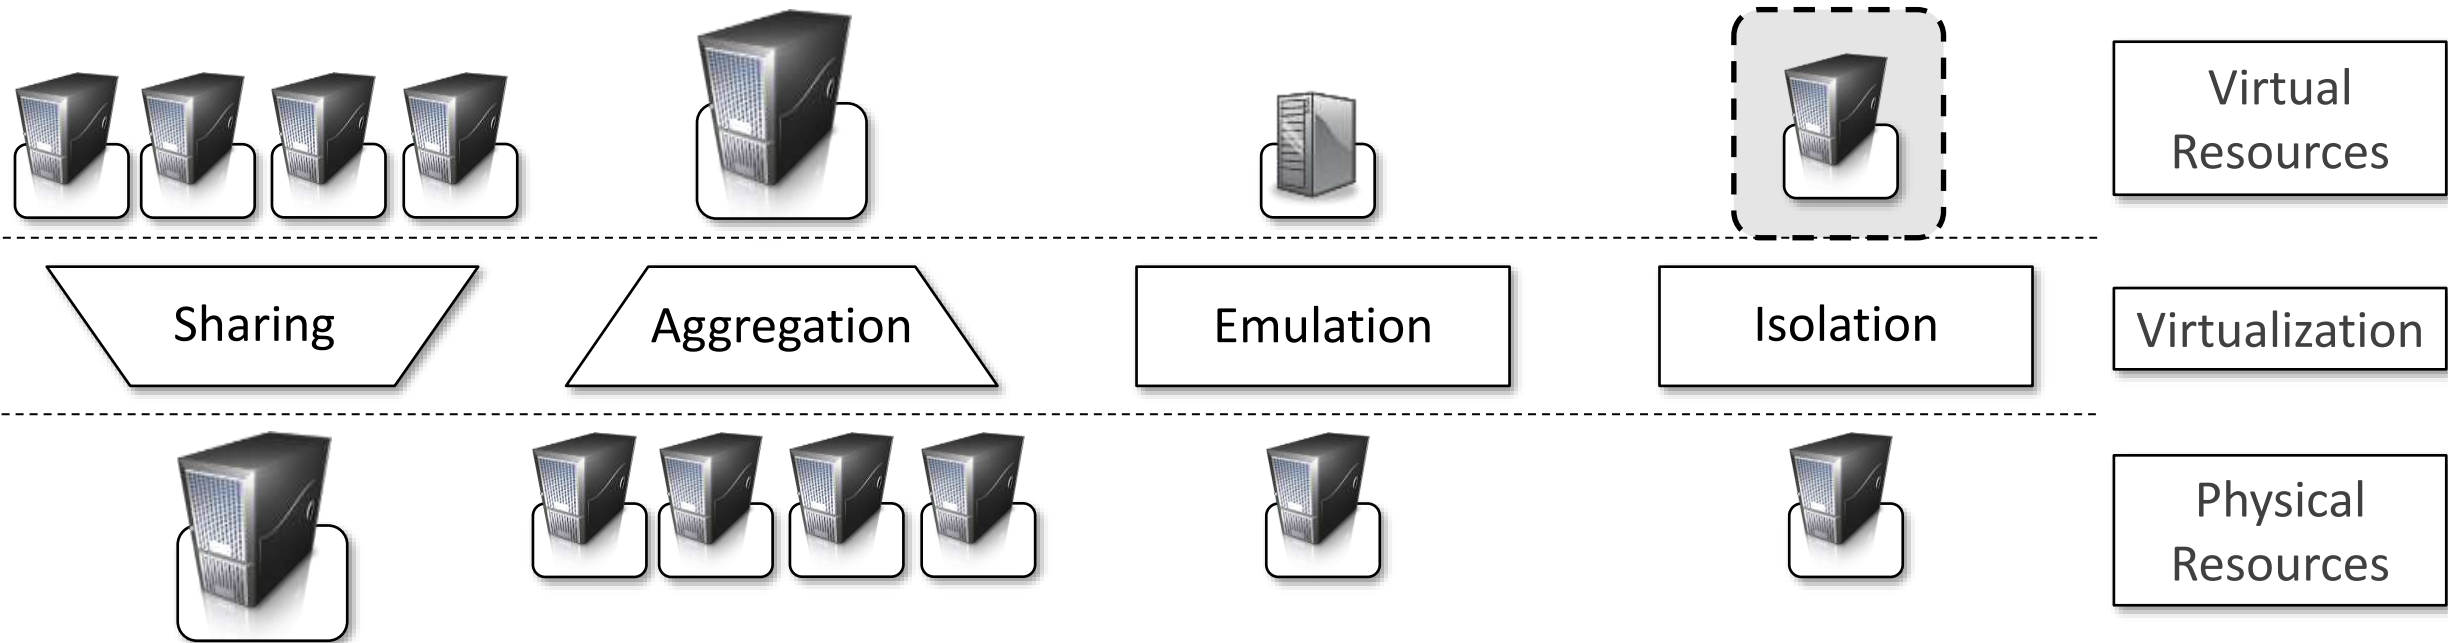 Virtual
Resources
Sharing
Aggregation
Emulation
Isolation
Virtualization
Physical
Resources